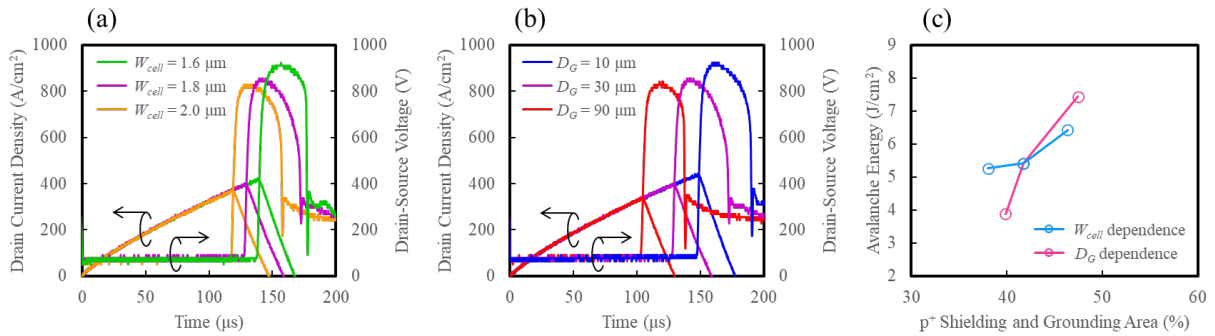 (a)
1000
800
600
400
200
0
Drain Current Density (A/cm²)
W_cell = 1.6 μm
W_cell = 1.8 μm
W_cell = 2.0 μm
1000
800
600
400
200
0
Drain-Source Voltage (V)
0 50 100 150 200
Time (μs)
(b)
1000
800
600
400
200
0
Drain Current Density (A/cm²)
D_G = 10 μm
D_G = 30 μm
D_G = 90 μm
1000
800
600
400
200
0
Drain-Source Voltage (V)
0 50 100 150 200
Time (μs)
(c)
9
8
7
6
5
4
3
2
Avalanche Energy (J/cm²)
W_cell dependence
D_G dependence
30 40 50 60
p⁺ Shielding and Grounding Area (%)